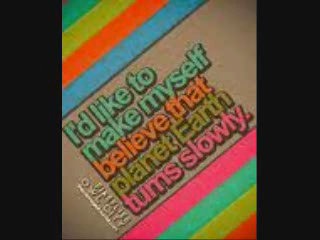 I'd like to
make myself
believe that
planet Earth
turns slowly.